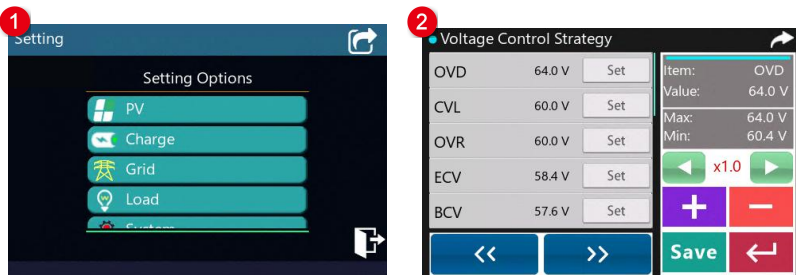 1
Setting
Setting Options
PV
Charge
Grid
Load
System
2
Voltage Control Strategy
OVD 64.0 V Set
CVL 60.0 V Set
OVR 60.0 V Set
ECV 58.4 V Set
BCV 57.6 V Set
<< >>
Item: OVD
Value: 64.0 V
Max: 64.0 V
Min: 60.4 V
x1.0
+ −
Save